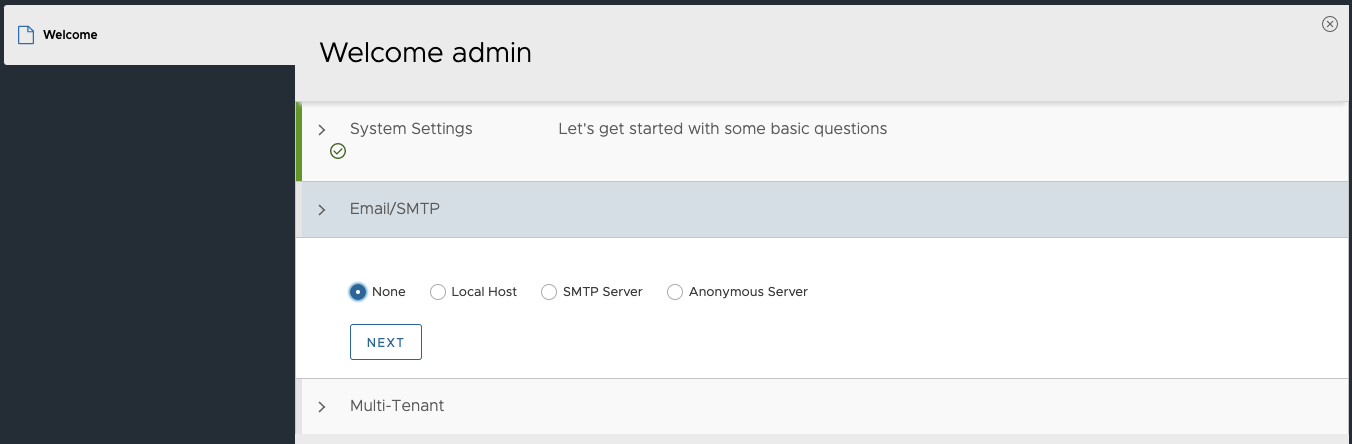 Welcome
Welcome admin
System Settings Let's get started with some basic questions
Email/SMTP
None Local Host SMTP Server Anonymous Server
NEXT
Multi-Tenant